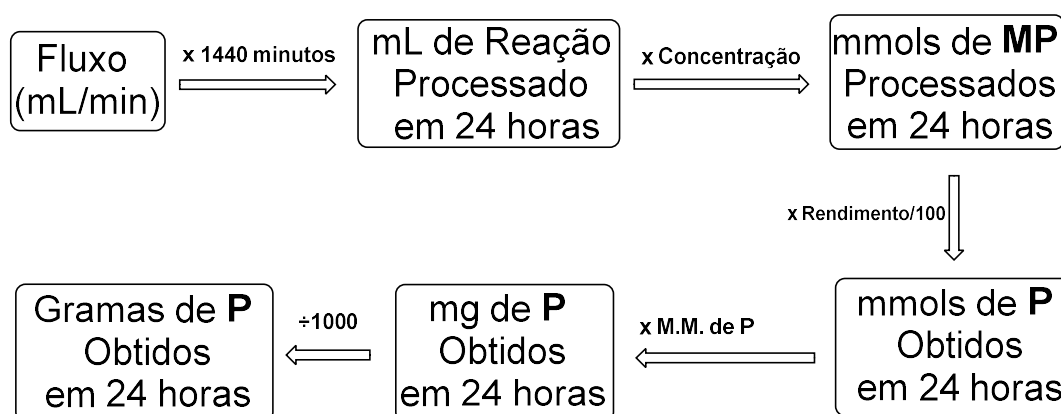 Fluxo
(mL/min)
x 1440 minutos
mL de Reação
Processado
em 24 horas
x Concentração
mmols de MP
Processados
em 24 horas
x Rendimento/100
mmols de P
Obtidos
em 24 horas
x M.M. de P
mg de P
Obtidos
em 24 horas
÷1000
Gramas de P
Obtidos
em 24 horas